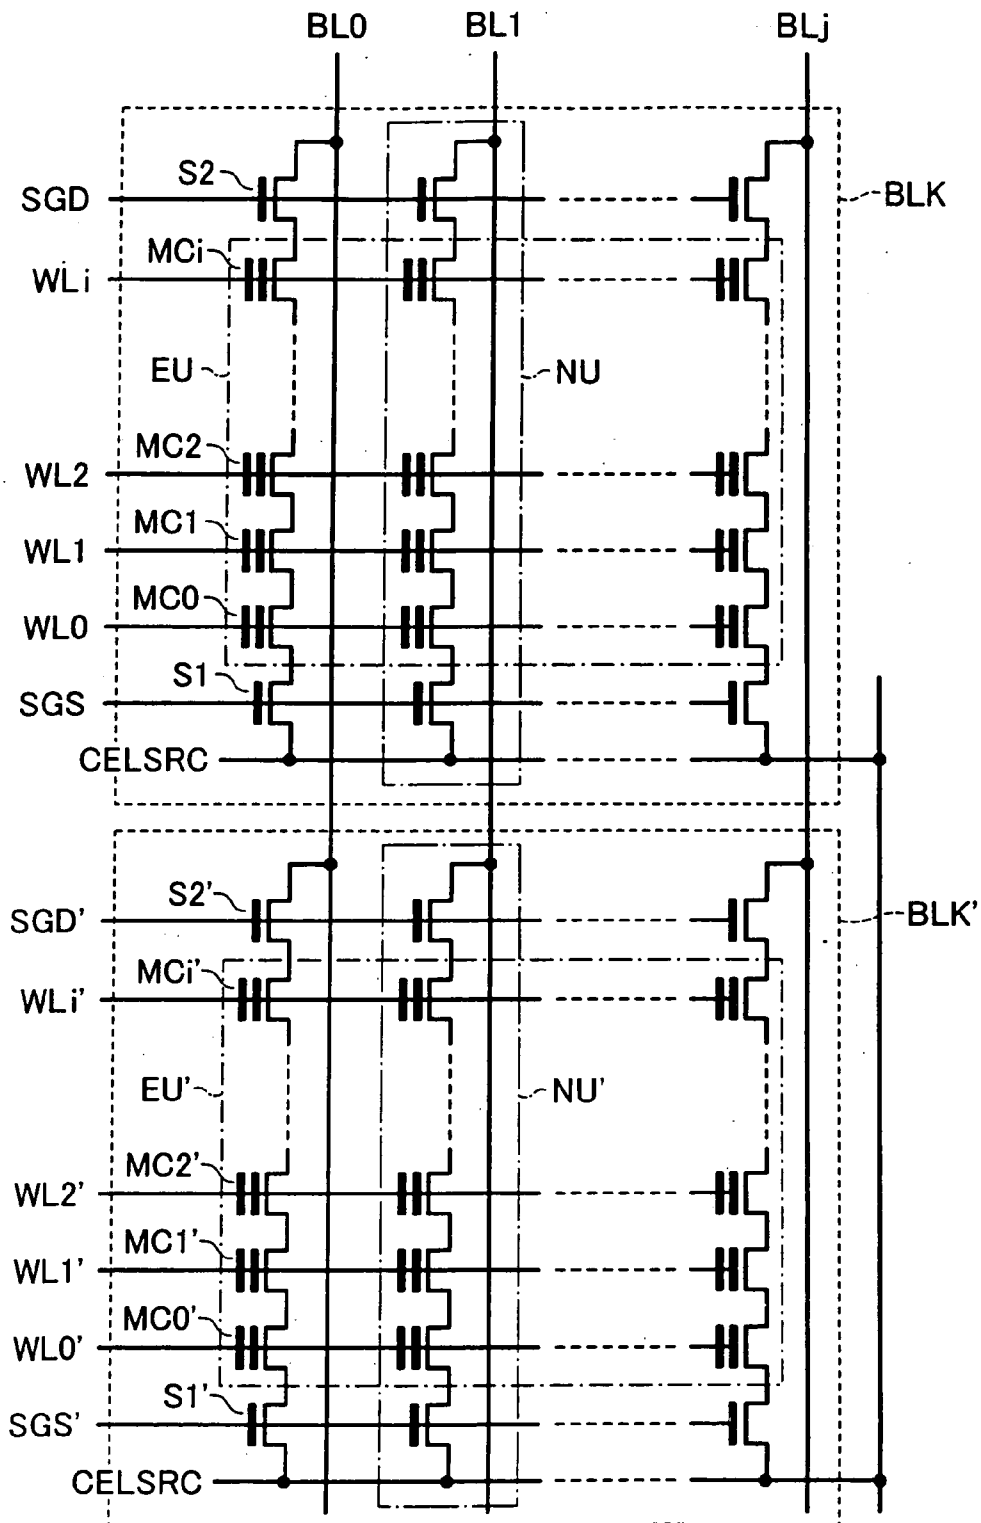 BL0 BL1 BLj
S2
SGD
BLK
MCi
WLi
EU NU
MC2
WL2
MC1
WL1
MC0
WL0
S1
SGS
CELSRC
S2'
SGD' BLK'
MCi'
WLi'
EU' NU'
MC2'
WL2'
MC1'
WL1'
MC0'
WL0'
S1'
SGS'
CELSRC